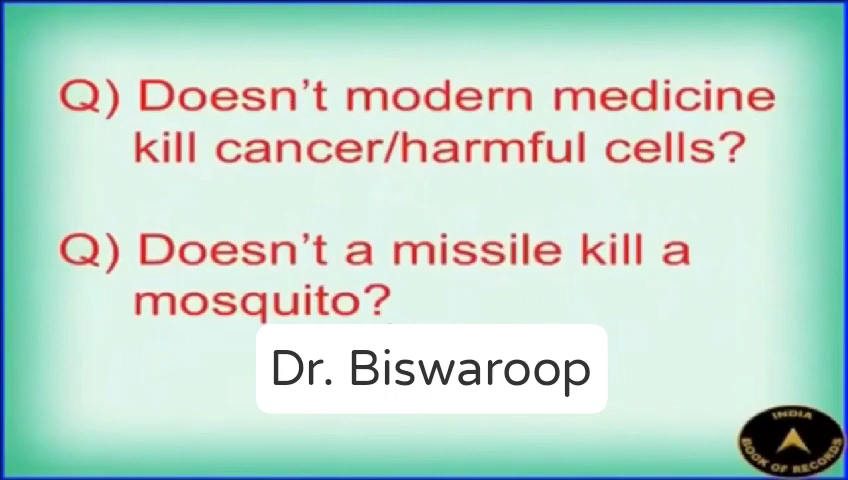 Q) Doesn't modern medicine
kill cancer/harmful cells?
Q) Doesn't a missile kill a
mosquito?
Dr. Biswaroop
INDIA
BOOK OF RECORDS